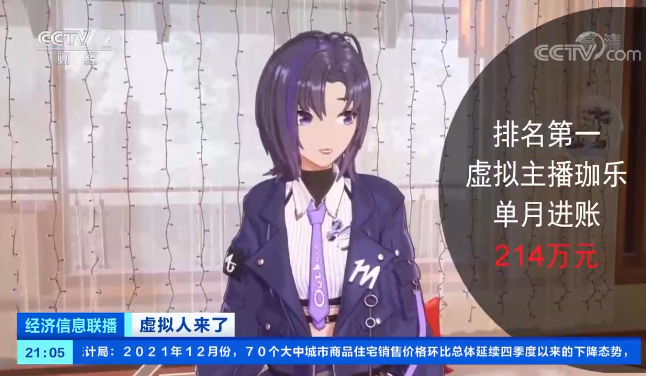 CCTV 2
财经
CCTV.com
排名第一
虚拟主播珈乐
单月进账
214万元
经济信息联播
虚拟人来了
21:05
计局：2021年12月份，70个大中城市商品住宅销售价格环比总体延续四季度以来的下降态势，